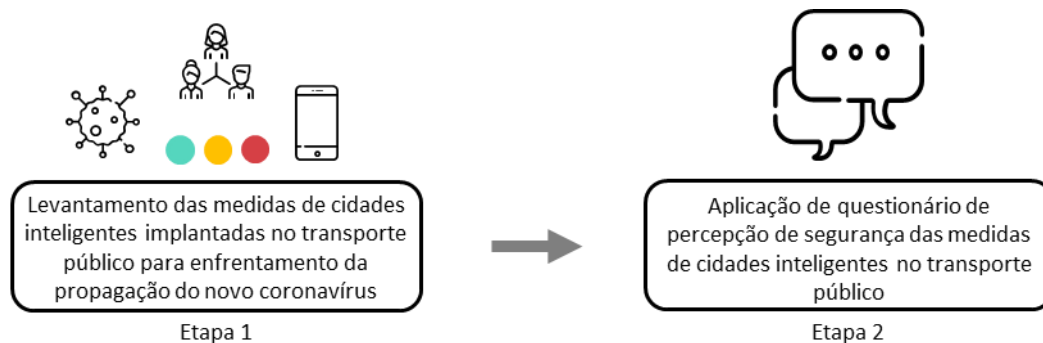 Levantamento das medidas de cidades
inteligentes implantadas no transporte
público para enfrentamento da
propagação do novo coronavírus
Etapa 1
Aplicação de questionário de
percepção de segurança das medidas
de cidades inteligentes no transporte
público
Etapa 2